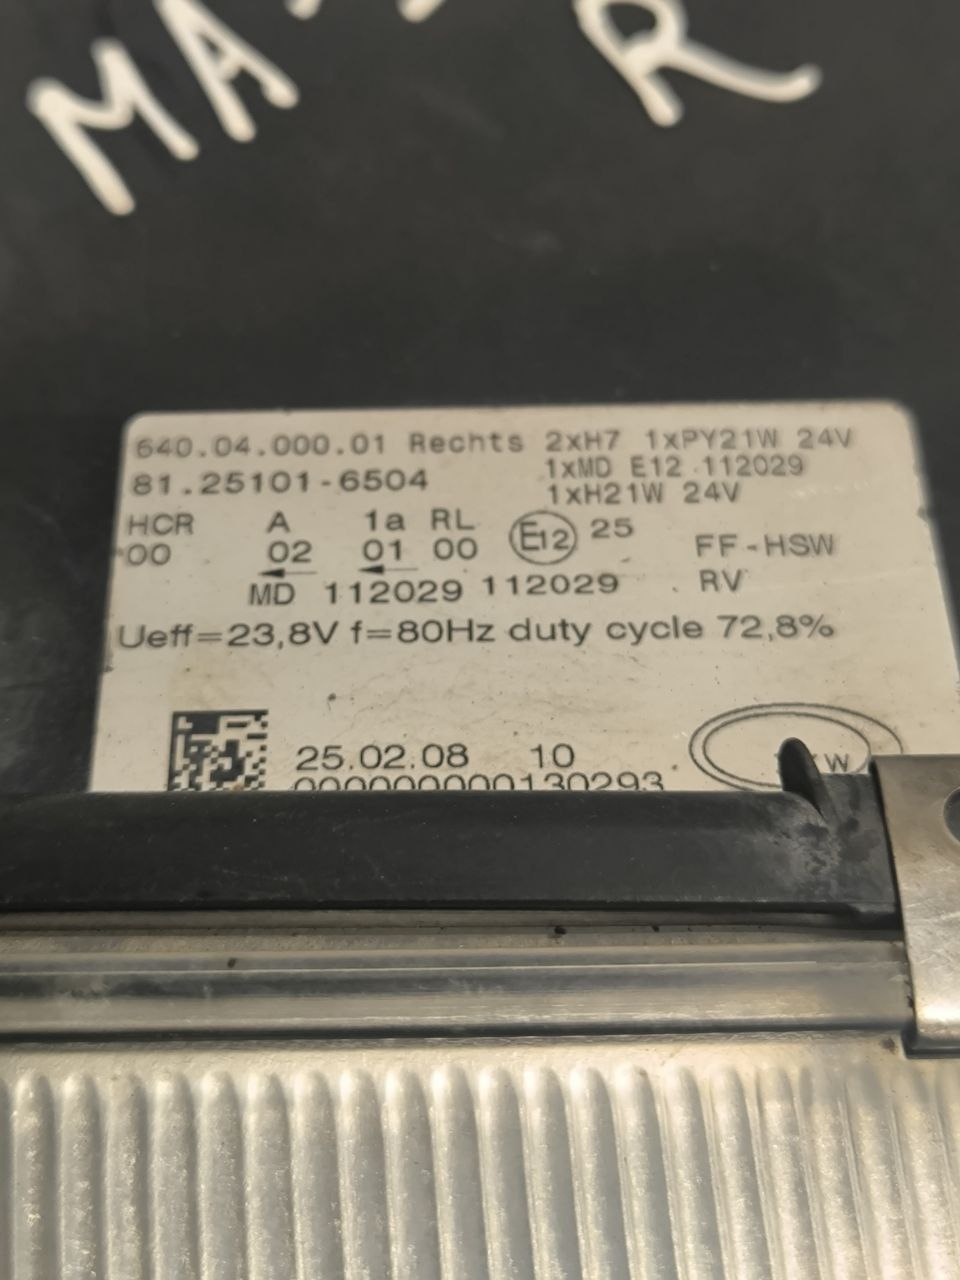 MA
R
640.04.000.01 Rechts 2xH7 1xPY21W 24V
81.25101-6504 1xMD E12 112029
1xH21W 24V
HCR A 1a RL E12 25
00 02 01 00 FF-HSW
MD 112029 112029 RV
Ueff=23,8V f=80Hz duty cycle 72,8%
25.02.08 10
000000000130293
W